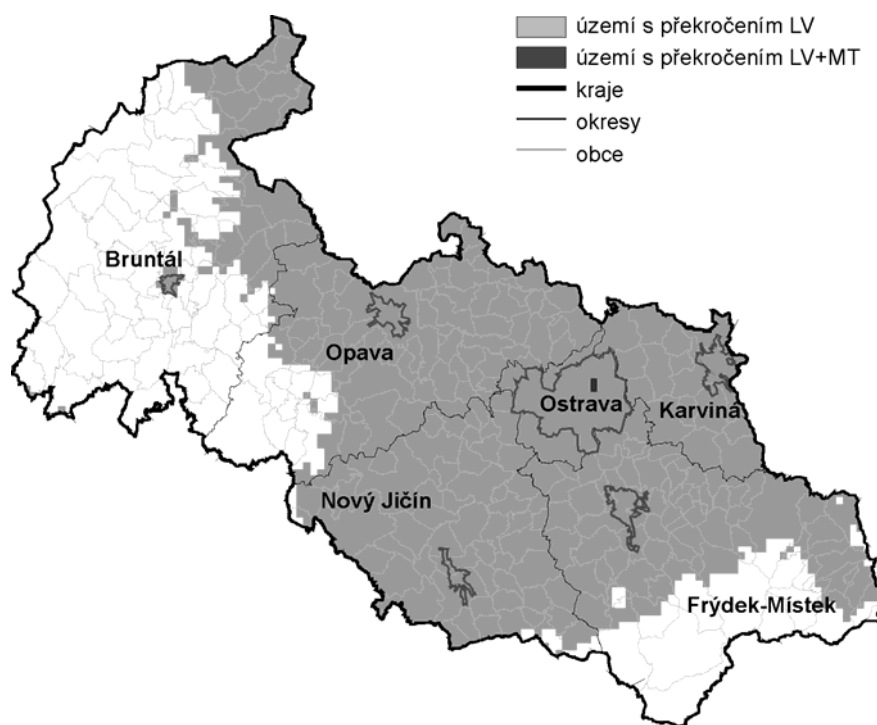 území s překročením LV
území s překročením LV+MT
kraje
okresy
obce
Bruntál
Opava
Ostrava
Karviná
Nový Jičín
Frýdek-Místek